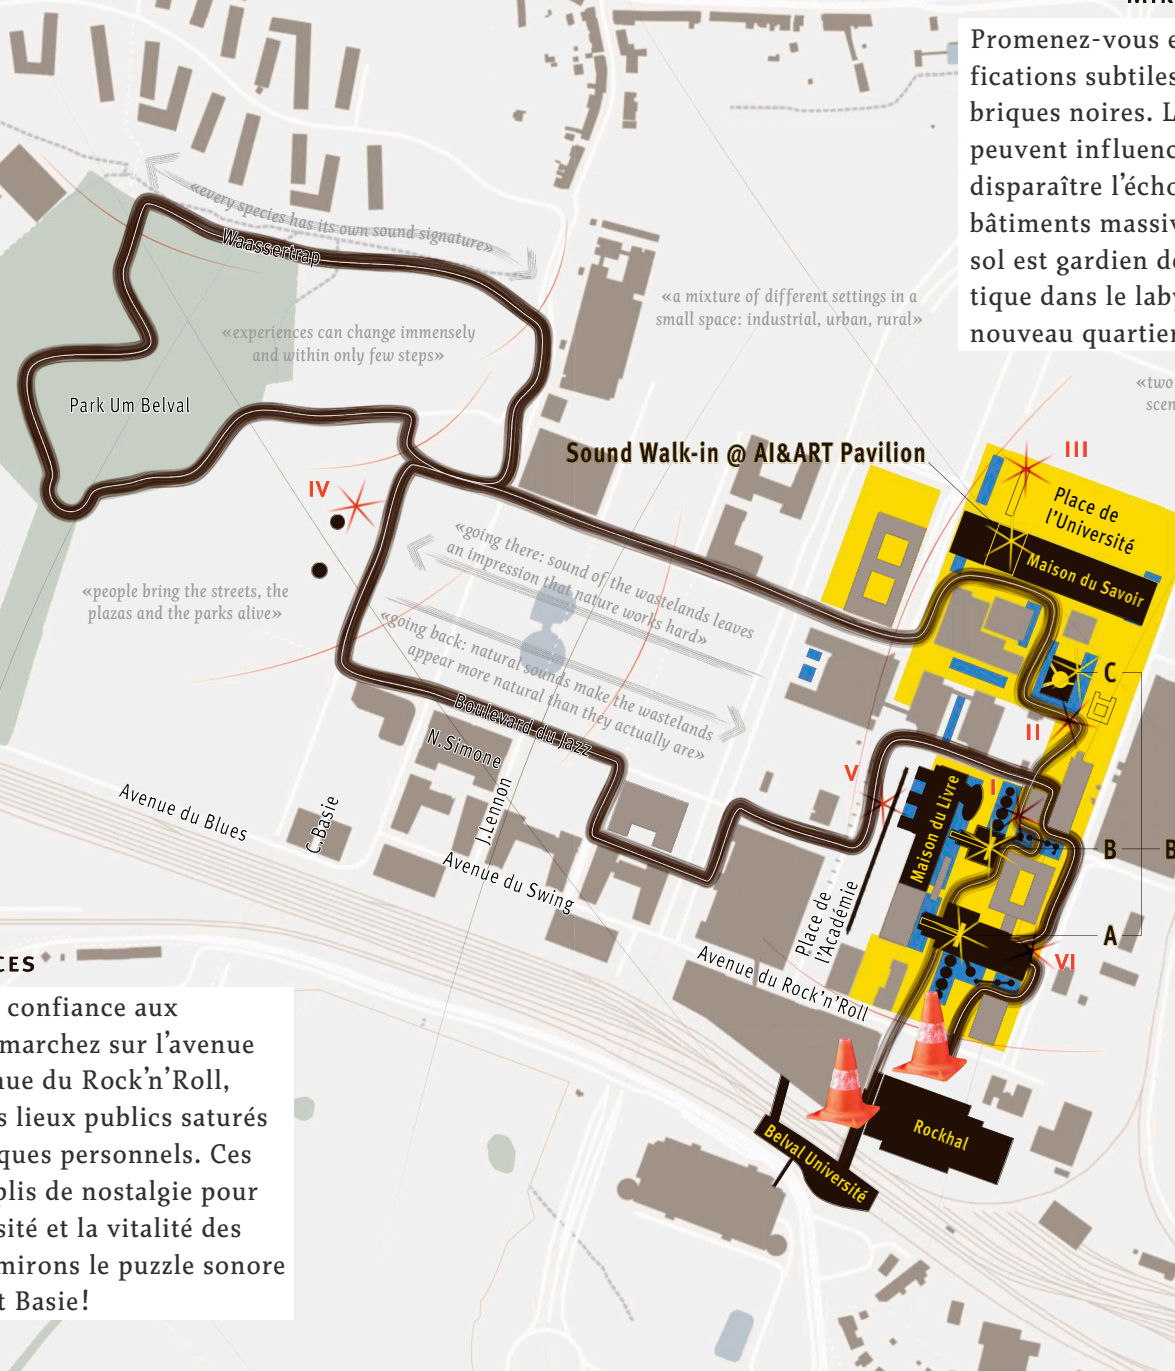 Promenez-vous e
fications subtiles
briques noires. L
peuvent influenc
disparaître l'écho
bâtiments massiv
sol est gardien de
tique dans le laby
nouveau quartier
«every species has its own sound signature»
Waassertrap
«a mixture of different settings in a
small space: industrial, urban, rural»
«experiences can change immensely
and within only few steps»
«two
scen
Park Um Belval
Sound Walk-in @ AI&ART Pavilion
III
Place de
l'Université
IV
Maison du Savoir
«going there: sound of the wastelands leaves
an impression that nature works hard»
«people bring the streets, the
plazas and the parks alive»
«going back: natural sounds make the wastelands
appear more natural than they actually are»
C
Boulevard du Jazz
II
N.Simone
V
I
Maison du Livre
Avenue du Blues
C.Basie
J.Lennon
B
B
Avenue du Swing
Place de
l'Académie
A
VI
Avenue du Rock'n'Roll
CES
confiance aux
marchez sur l'avenue
nue du Rock'n'Roll,
s lieux publics saturés
iques personnels. Ces
plis de nostalgie pour
sité et la vitalité des
mirons le puzzle sonore
t Basie!
Rockhal
Belval Université